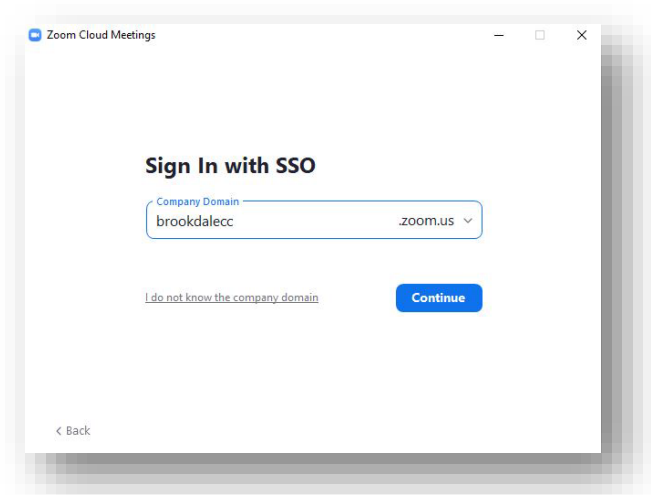 Zoom Cloud Meetings
Sign In with SSO
Company Domain
brookdalecc .zoom.us
I do not know the company domain Continue
Back